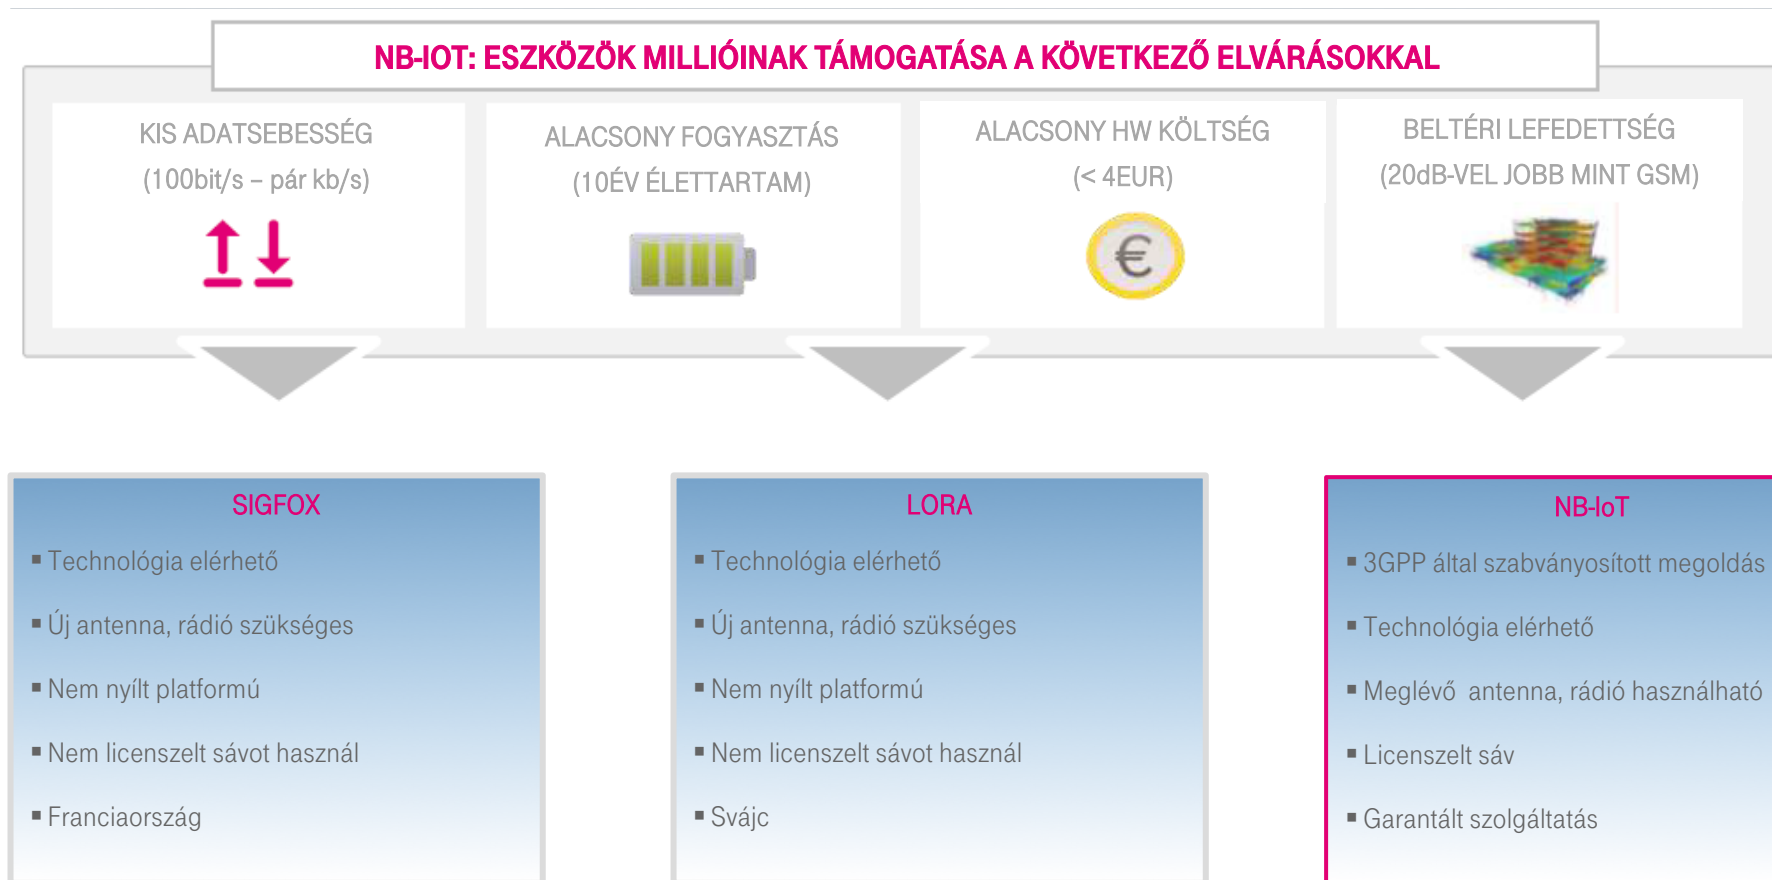 NB-IOT: ESZKÖZÖK MILLIÓINAK TÁMOGATÁSA A KÖVETKEZŐ ELVÁRÁSOKKAL
KIS ADATSEBESSÉG
(100bit/s – pár kb/s)
ALACSONY FOGYASZTÁS
(10ÉV ÉLETTARTAM)
ALACSONY HW KÖLTSÉG
(< 4EUR)
€
BELTÉRI LEFEDETTSÉG
(20dB-VEL JOBB MINT GSM)
SIGFOX
▪ Technológia elérhető
▪ Új antenna, rádió szükséges
▪ Nem nyílt platformú
▪ Nem licenszelt sávot használ
▪ Franciaország
LORA
▪ Technológia elérhető
▪ Új antenna, rádió szükséges
▪ Nem nyílt platformú
▪ Nem licenszelt sávot használ
▪ Svájc
NB-IoT
▪ 3GPP által szabványosított megoldás
▪ Technológia elérhető
▪ Meglévő antenna, rádió használható
▪ Licenszelt sáv
▪ Garantált szolgáltatás